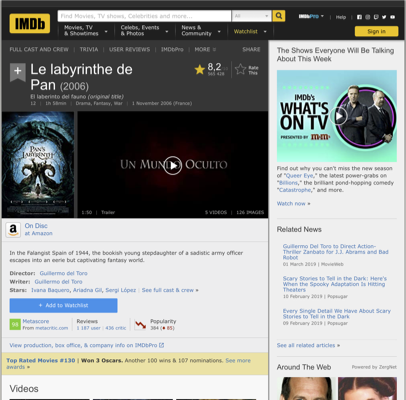 IMDb
Find Movies, TV shows, Celebrities and more...
All
IMDbPro
Help
Movies, TV & Showtimes
Celebs, Events & Photos
News & Community
Watchlist
Sign in
FULL CAST AND CREW | TRIVIA | USER REVIEWS | IMDbPro | MORE
SHARE
Le labyrinthe de Pan (2006)
El laberinto del fauno (original title)
12 | 1h 58min | Drama, Fantasy, War | 1 November 2006 (France)
8,2
Rate This
PAN'S LABYRINTH
UN MUNDO OCULTO
1:50 | Trailer
5 VIDEOS | 126 IMAGES
On Disc
at Amazon
In the Falangist Spain of 1944, the bookish young stepdaughter of a sadistic army officer
escapes into an eerie but captivating fantasy world.
Director: Guillermo del Toro
Writer: Guillermo del Toro
Stars: Ivana Baquero, Ariadna Gil, Sergi López | See full cast & crew »
+ Add to Watchlist
98
Metascore
From metacritic.com
Reviews
1 187 user | 436 critic
Popularity
View production, box office, & company info on IMDbPro
Top Rated Movies #130 | Won 3 Oscars. Another 100 wins & 107 nominations. See more
awards »
Videos
The Shows Everyone Will Be Talking
About This Week
IMDb's
WHAT'S
ON TV
PRESENTED BY
Find out why you can't miss the new season
of "Queer Eye," the latest power-grabs on
"Billions," the brilliant pond-hopping comedy
"Catastrophe," and more.
Watch now »
Related News
Guillermo Del Toro to Direct Action-
Thriller Zanbato for J.J. Abrams and Bad
Robot
01 March 2019 | MovieWeb
Scary Stories to Tell in the Dark: Here's
When the Spooky Adaptation Is Hitting
Theaters
10 February 2019 | Popsugar
Every Single Detail We Have About Scary
Stories to Tell in the Dark
09 February 2019 | Popsugar
See all related articles »
Around The Web
Powered by ZergNet